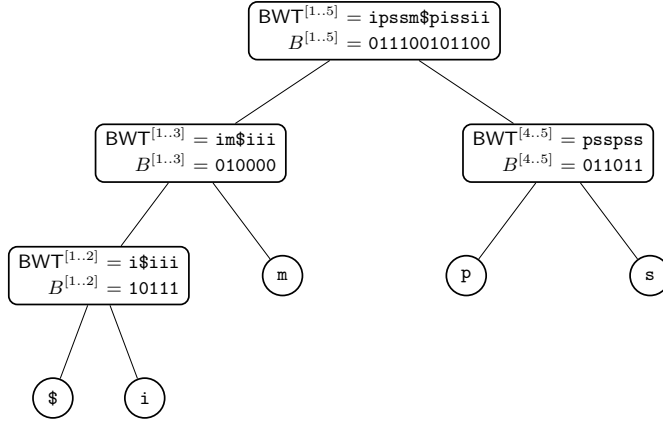 BWT^[1..5] = ipssm$pissii
B^[1..5] = 011100101100
BWT^[1..3] = im$iii
B^[1..3] = 010000
BWT^[4..5] = psspss
B^[4..5] = 011011
BWT^[1..2] = i$iii
B^[1..2] = 10111
m
p
s
$
i